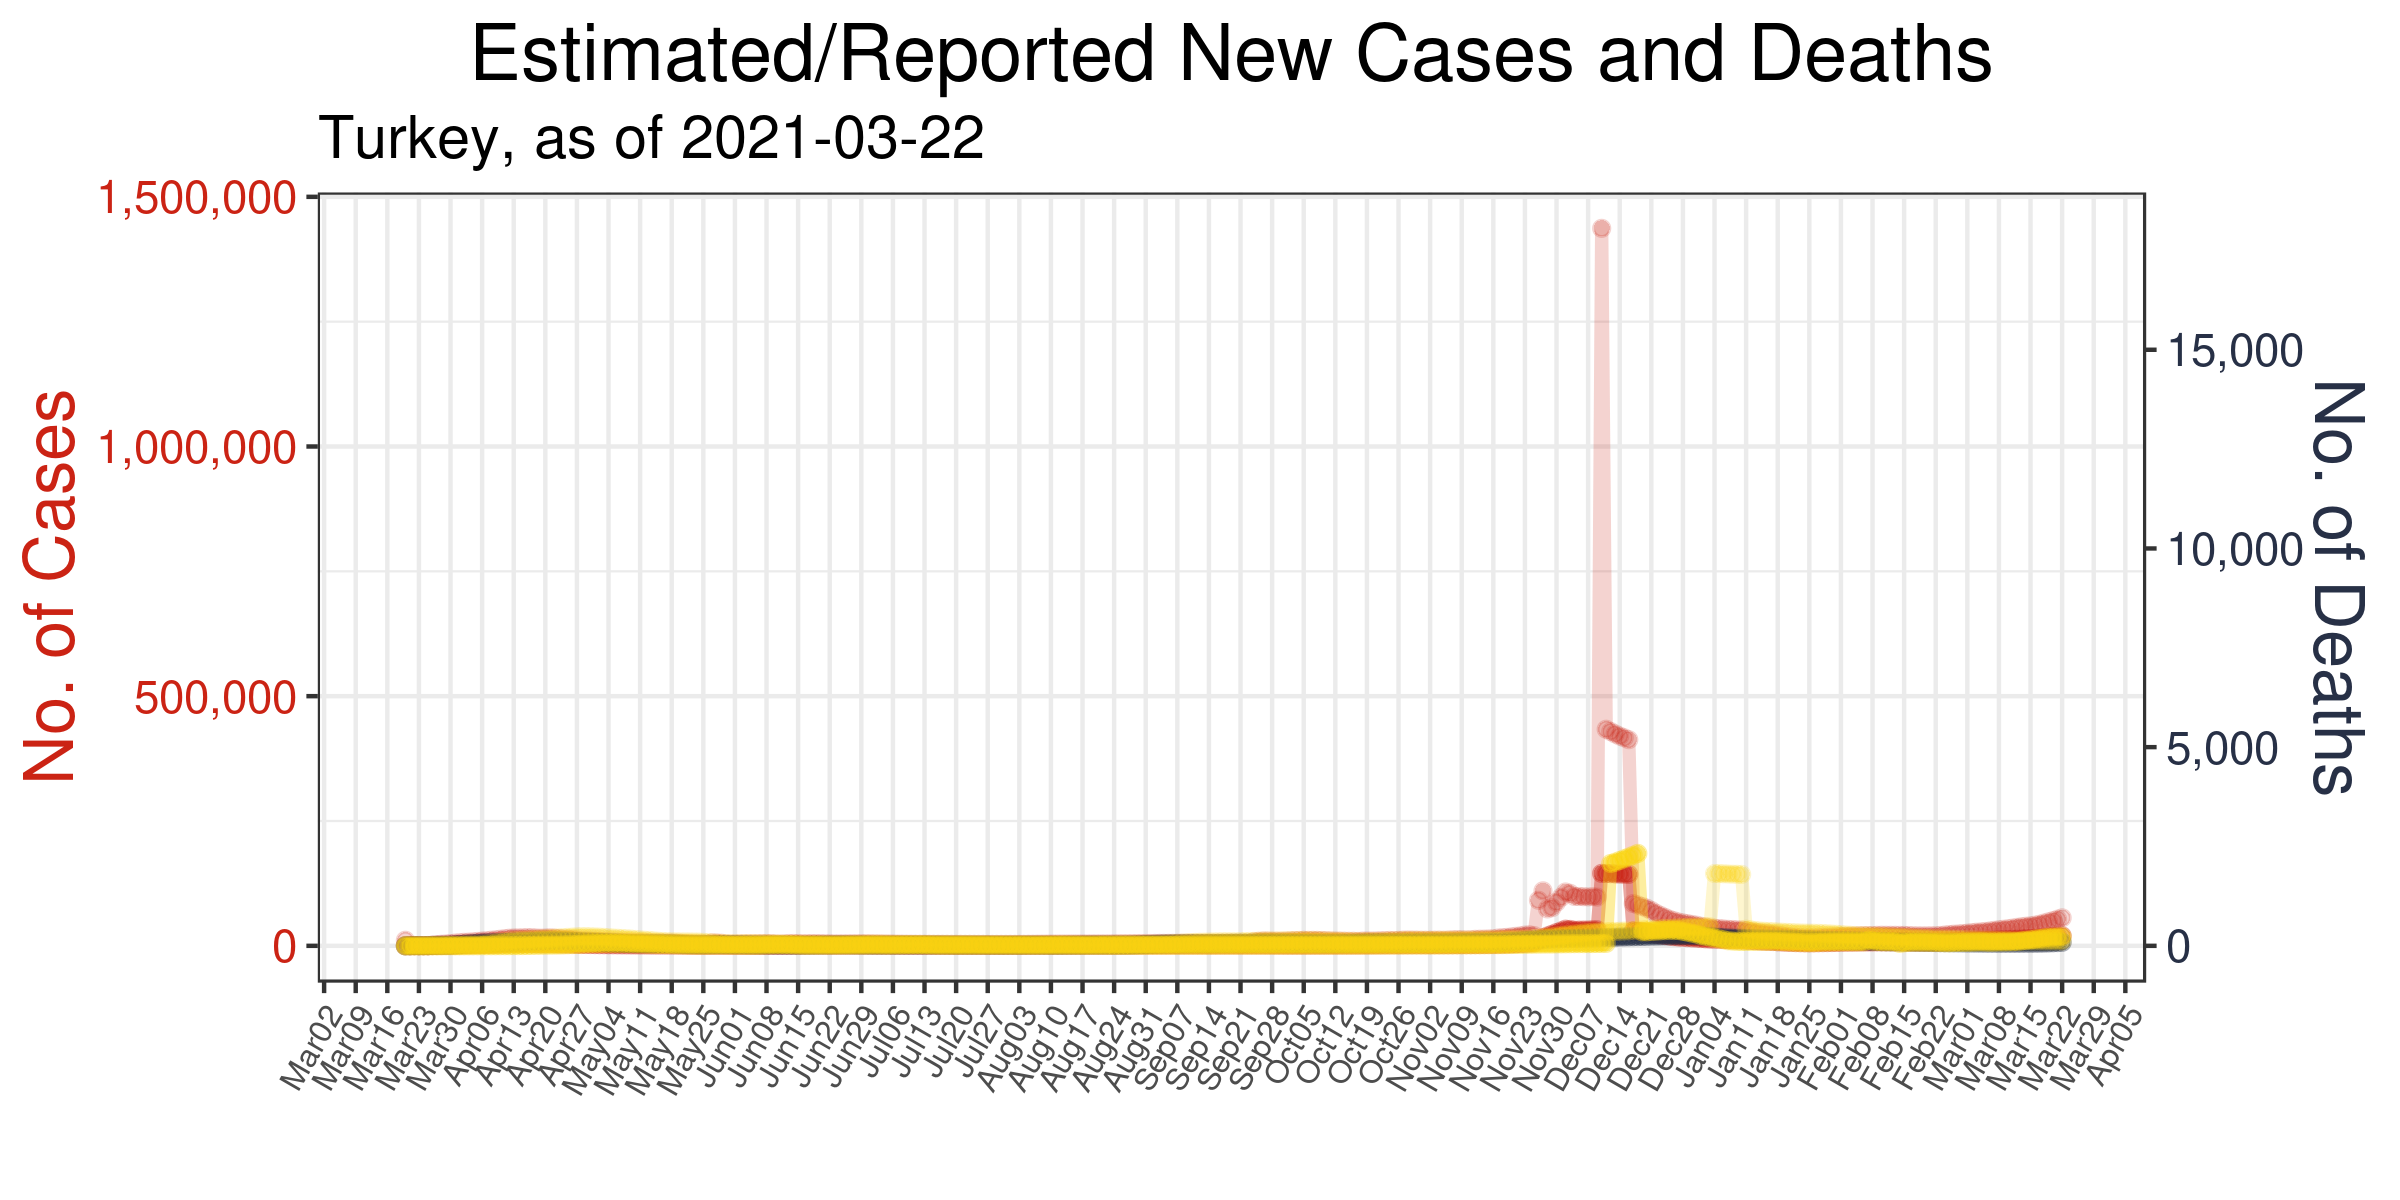 Estimated/Reported New Cases and Deaths
Turkey, as of 2021-03-22
No. of Cases
1,500,000
1,000,000
500,000
0
15,000
10,000
5,000
0
No. of Deaths
Mar02
Mar09
Mar16
Mar23
Mar30
Apr06
Apr13
Apr20
Apr27
May04
May11
May18
May25
Jun01
Jun08
Jun15
Jun22
Jun29
Jul06
Jul13
Jul20
Jul27
Aug03
Aug10
Aug17
Aug24
Aug31
Sep07
Sep14
Sep21
Sep28
Oct05
Oct12
Oct19
Oct26
Nov02
Nov09
Nov16
Nov23
Nov30
Dec07
Dec14
Dec21
Dec28
Jan04
Jan11
Jan18
Jan25
Feb01
Feb08
Feb15
Feb22
Mar01
Mar08
Mar15
Mar22
Mar29
Apr05